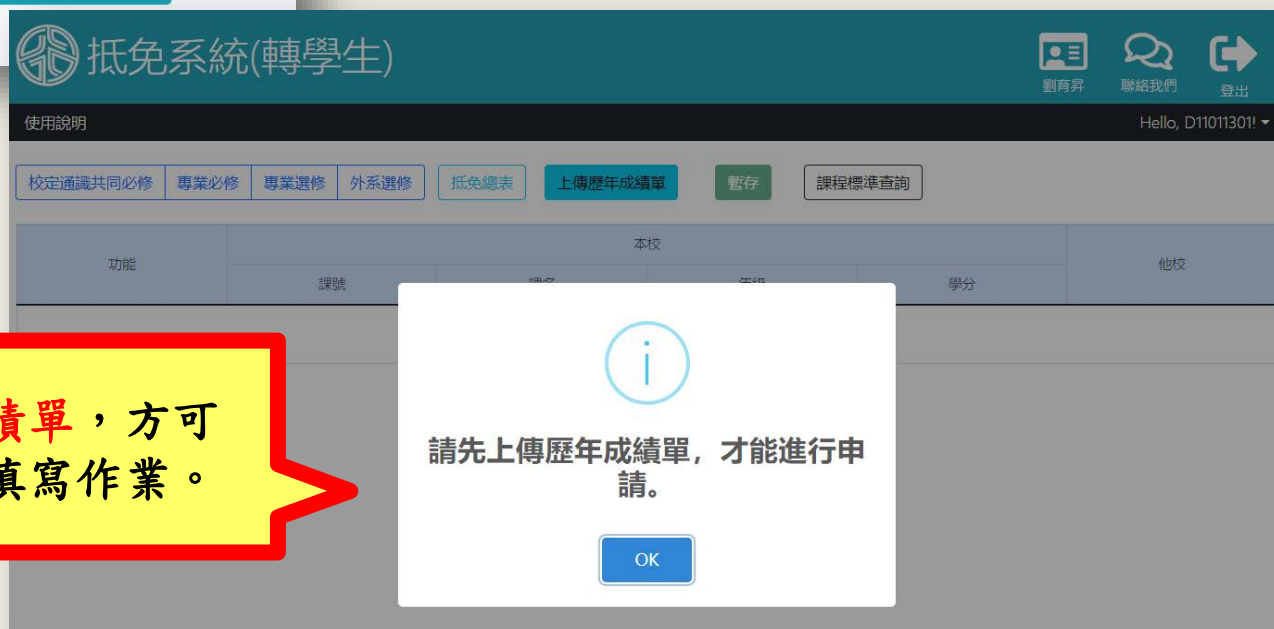 抵免系統(轉學生)
劉育昇
聯絡我們
登出
使用說明
Hello, D11011301!
校定通識共同必修
專業必修
專業選修
外系選修
抵免總表
上傳歷年成績單
暫存
課程標準查詢
功能
本校
他校
課號
課名
年級
學分
績單，方可
填寫作業。
請先上傳歷年成績單，才能進行申
請。
OK